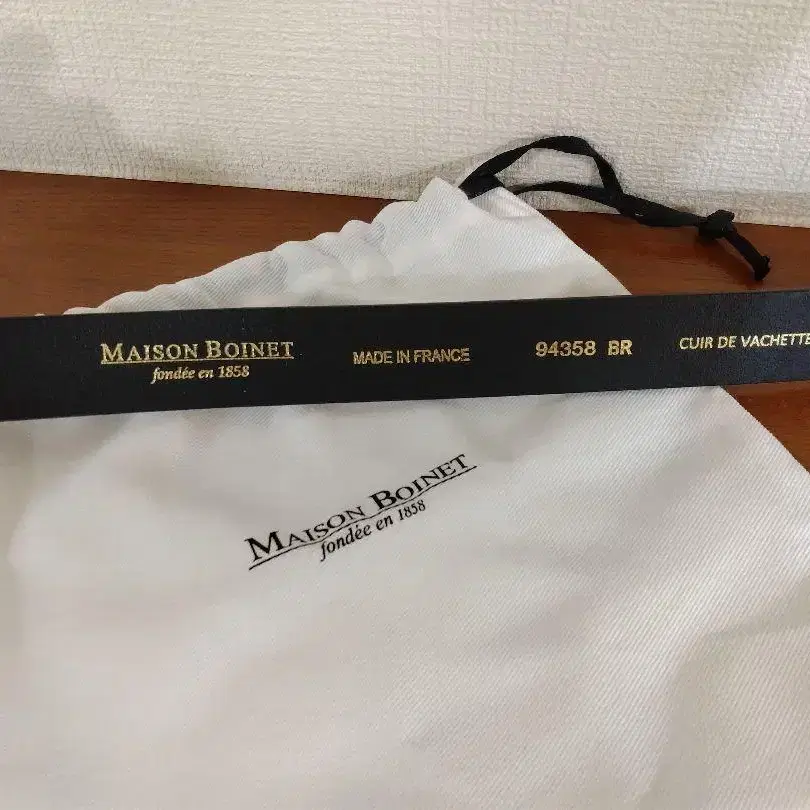 MAISON BOINET
fondée en 1858
MADE IN FRANCE
94358 BR
CUIR DE VACHETTE
MAISON BOINET
fondée en 1858